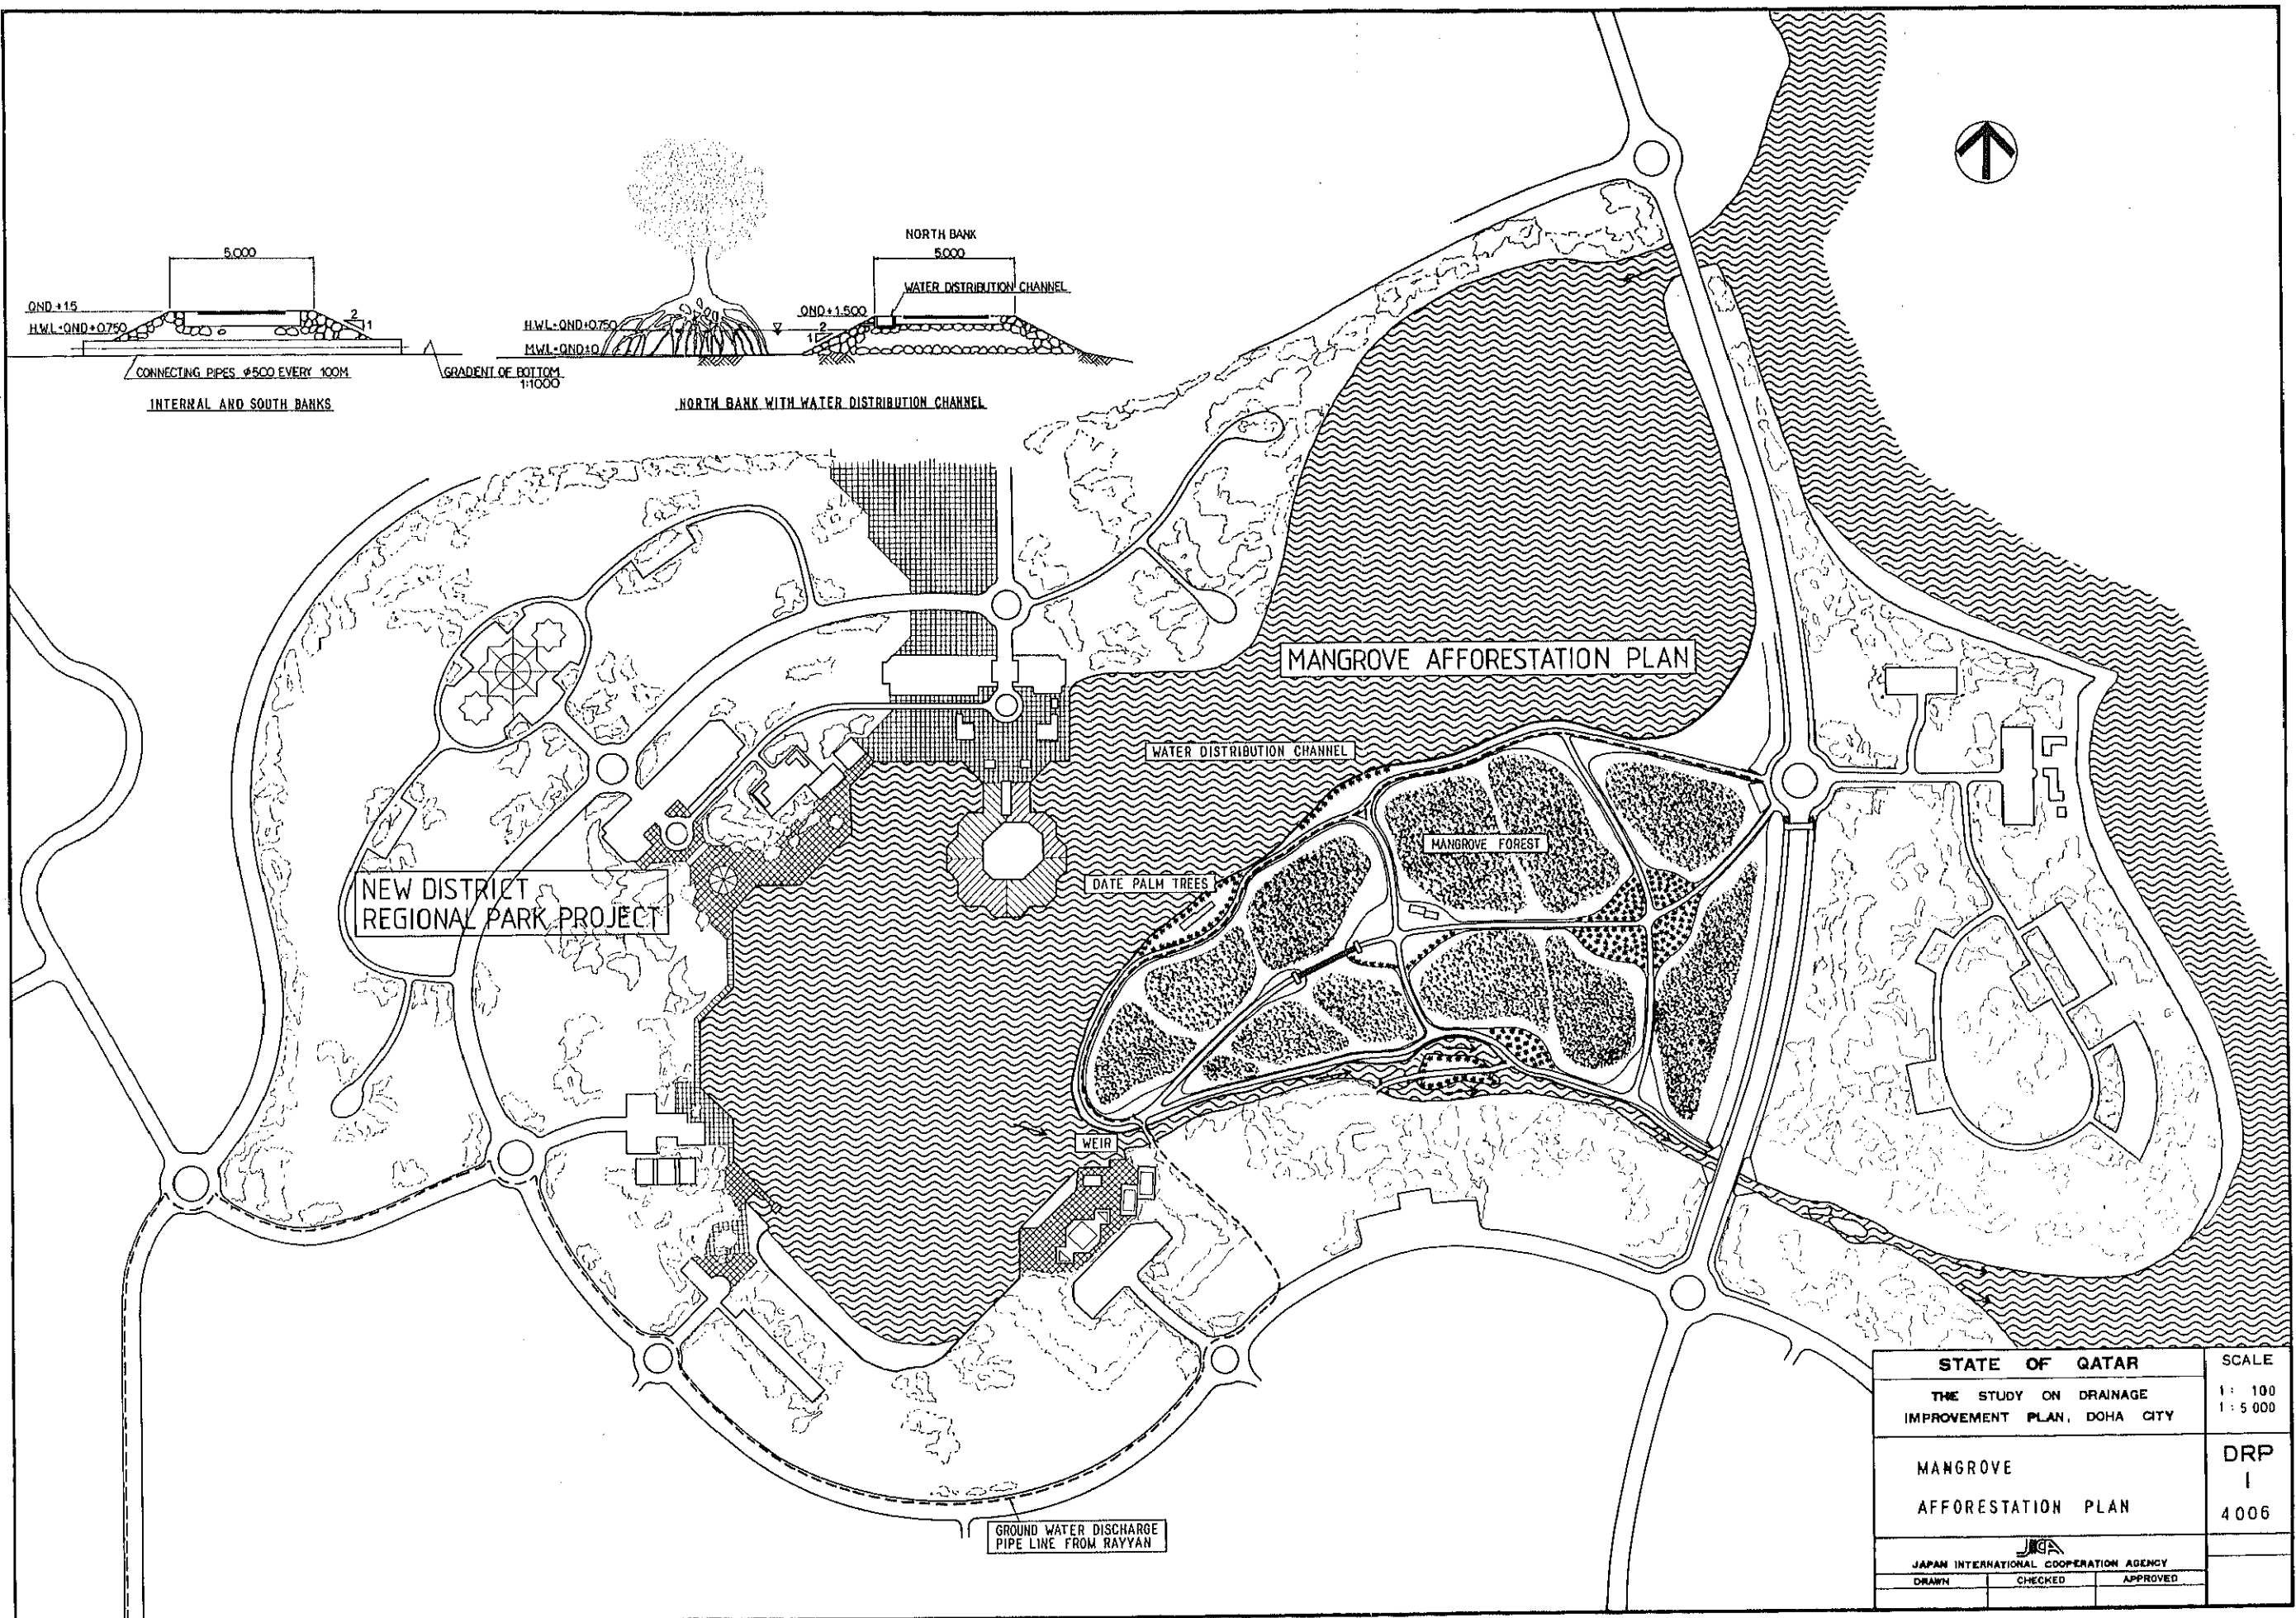 NORTH BANK
5.000
5.000
WATER DISTRIBUTION CHANNEL
QND +1.5
QND+1.500
H.W.L=QND+0.750
2
1
H.W.L=QND+0.750
2
1
M.W.L=QND±0
CONNECTING PIPES φ500 EVERY 100M
GRADENT OF BOTTOM
1:1000
INTERNAL AND SOUTH BANKS
NORTH BANK WITH WATER DISTRIBUTION CHANNEL
MANGROVE AFFORESTATION PLAN
WATER DISTRIBUTION CHANNEL
MANGROVE FOREST
DATE PALM TREES
NEW DISTRICT
REGIONAL PARK PROJECT
WEIR
GROUND WATER DISCHARGE
PIPE LINE FROM RAYYAN
STATE OF QATAR
SCALE
THE STUDY ON DRAINAGE
IMPROVEMENT PLAN, DOHA CITY
1: 100
1:5000
MANGROVE
AFFORESTATION PLAN
DRP
I
4006
JICA
JAPAN INTERNATIONAL COOPERATION AGENCY
DRAWN CHECKED APPROVED